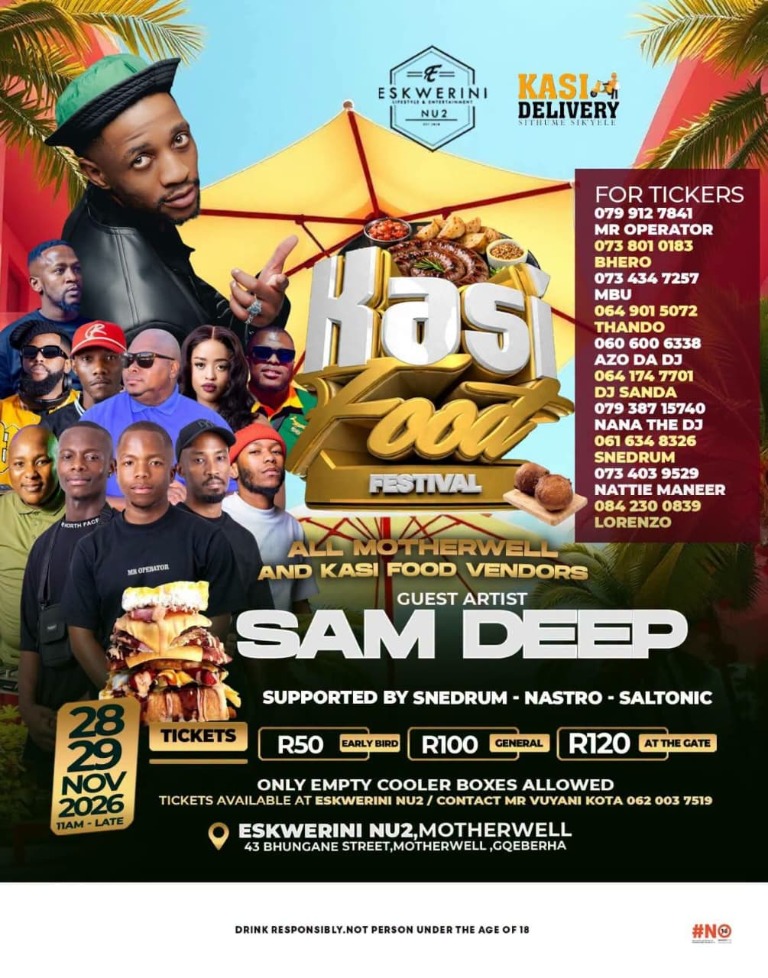 ESKWERINI
LIFESTYLE & ENTERTAINMENT
NU2
KASI
DELIVERY
SITHUME SIKYELE
FOR TICKERS
079 912 7841
MR OPERATOR
073 801 0183
BHERO
073 434 7257
MBU
064 901 5072
THANDO
060 600 6338
AZO DA DJ
064 174 7701
DJ SANDA
079 387 15740
NANA THE DJ
061 634 8326
SNEDRUM
073 403 9529
NATTIE MANEER
084 230 0839
LORENZO
Kasi
Food
FESTIVAL
NORTH FACE
MR OPERATOR
ALL MOTHERWELL
AND KASI FOOD VENDORS
GUEST ARTIST
SAM DEEP
SUPPORTED BY SNEDRUM - NASTRO - SALTONIC
28
29
NOV
2026
11AM - LATE
TICKETS
R50 EARLY BIRD R100 GENERAL R120 AT THE GATE
ONLY EMPTY COOLER BOXES ALLOWED
TICKETS AVAILABLE AT ESKWERINI NU2 / CONTACT MR VUYANI KOTA 062 003 7519
ESKWERINI NU2,MOTHERWELL
43 BHUNGANE STREET,MOTHERWELL ,GQEBERHA
DRINK RESPONSIBLY.NOT PERSON UNDER THE AGE OF 18
#NO
18